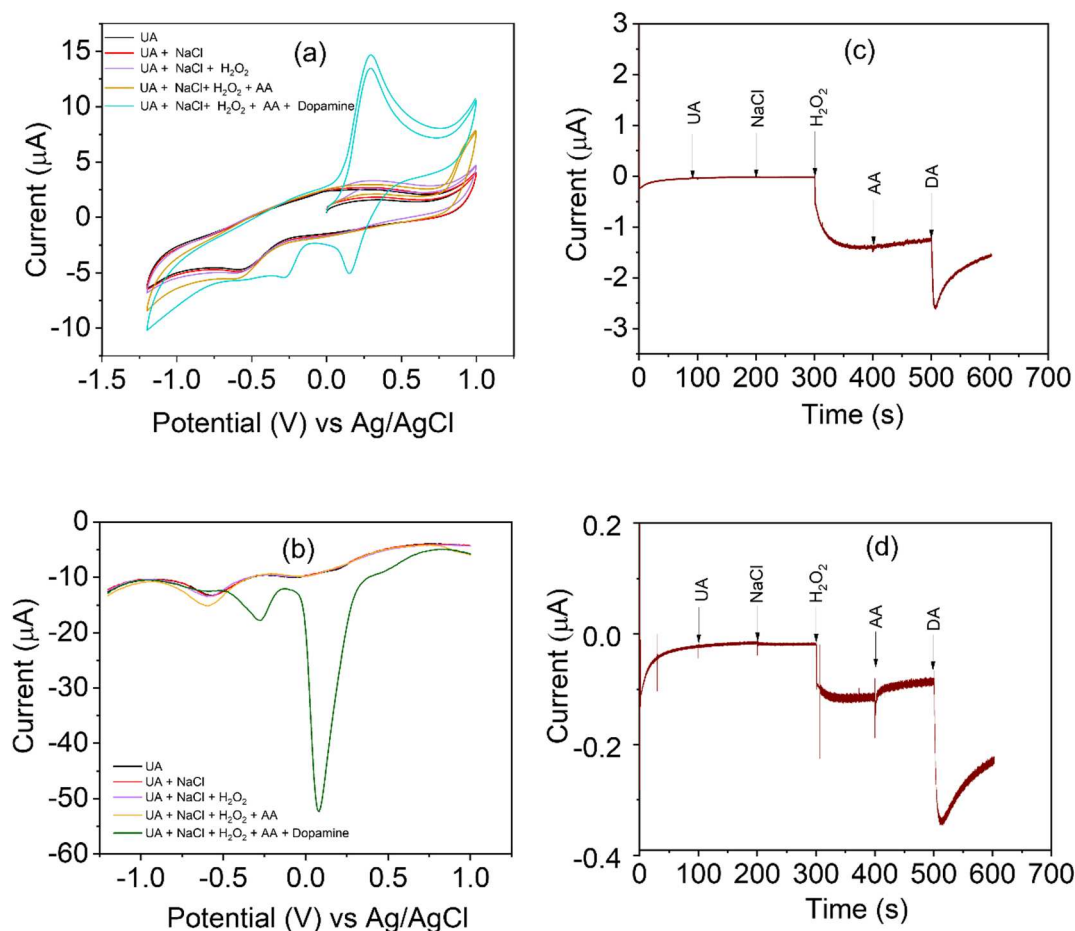 (a)
UA
UA + NaCl
UA + NaCl + H₂O₂
UA + NaCl+ H₂O₂ + AA
UA + NaCl+ H₂O₂ + AA + Dopamine
15
10
5
0
-5
-10
Current (μA)
-1.5 -1.0 -0.5 0.0 0.5 1.0
Potential (V) vs Ag/AgCl
(c)
UA
NaCl
H₂O₂
AA
DA
3
2
1
0
-1
-2
-3
Current (μA)
0 100 200 300 400 500 600 700
Time (s)
(b)
0
-10
-20
-30
-40
-50
-60
Current (μA)
UA
UA + NaCl
UA + NaCl + H₂O₂
UA + NaCl + H₂O₂ + AA
UA + NaCl + H₂O₂ + AA + Dopamine
-1.0 -0.5 0.0 0.5 1.0
Potential (V) vs Ag/AgCl
(d)
UA
NaCl
H₂O₂
AA
DA
0.2
0.0
-0.2
-0.4
Current (μA)
0 100 200 300 400 500 600 700
Time (s)